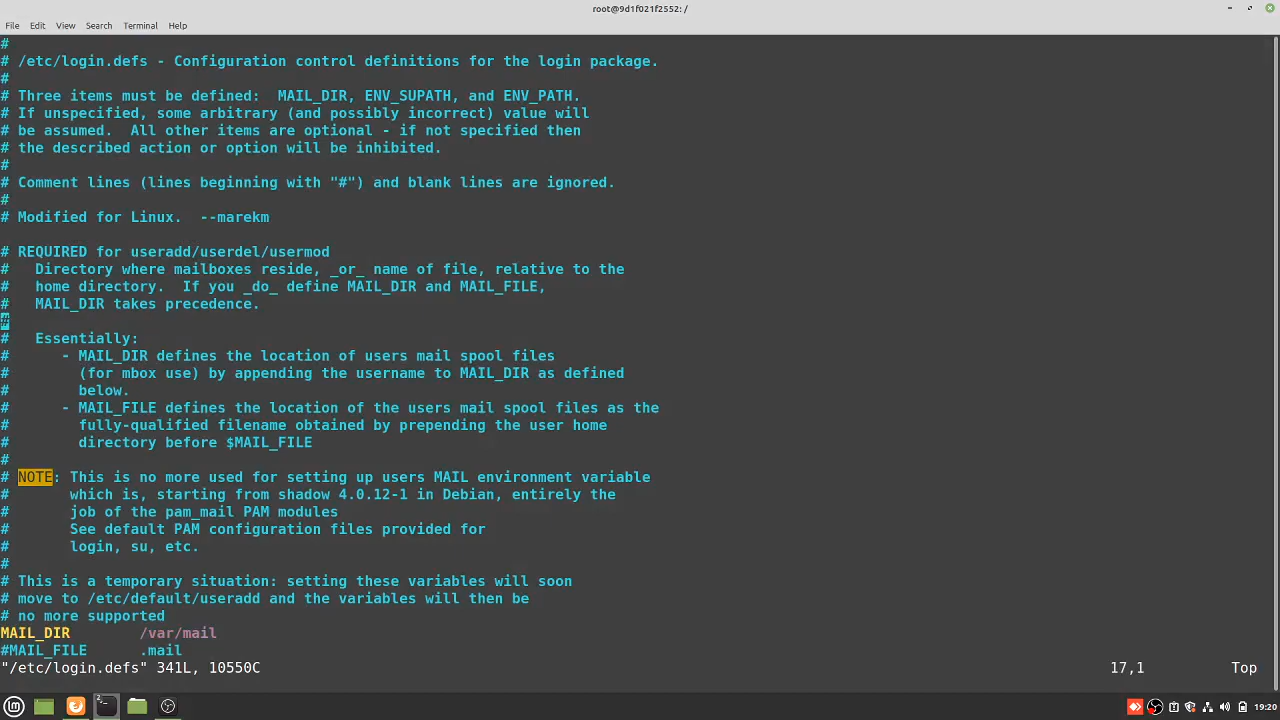 root@9d1f021f2552: /
File Edit View Search Terminal Help
#
# /etc/login.defs - Configuration control definitions for the login package.
#
# Three items must be defined:  MAIL_DIR, ENV_SUPATH, and ENV_PATH.
# If unspecified, some arbitrary (and possibly incorrect) value will
# be assumed.  All other items are optional - if not specified then
# the described action or option will be inhibited.
#
# Comment lines (lines beginning with "#") and blank lines are ignored.
#
# Modified for Linux.  --marekm

# REQUIRED for useradd/userdel/usermod
#   Directory where mailboxes reside, _or_ name of file, relative to the
#   home directory.  If you _do_ define MAIL_DIR and MAIL_FILE,
#   MAIL_DIR takes precedence.
#
#   Essentially:
#      - MAIL_DIR defines the location of users mail spool files
#        (for mbox use) by appending the username to MAIL_DIR as defined
#        below.
#      - MAIL_FILE defines the location of the users mail spool files as the
#        fully-qualified filename obtained by prepending the user home
#        directory before $MAIL_FILE
#
# NOTE: This is no more used for setting up users MAIL environment variable
#       which is, starting from shadow 4.0.12-1 in Debian, entirely the
#       job of the pam_mail PAM modules
#       See default PAM configuration files provided for
#       login, su, etc.
#
# This is a temporary situation: setting these variables will soon
# move to /etc/default/useradd and the variables will then be
# no more supported
MAIL_DIR        /var/mail
#MAIL_FILE      .mail
"/etc/login.defs" 341L, 10550C 17,1 Top
2
19:20